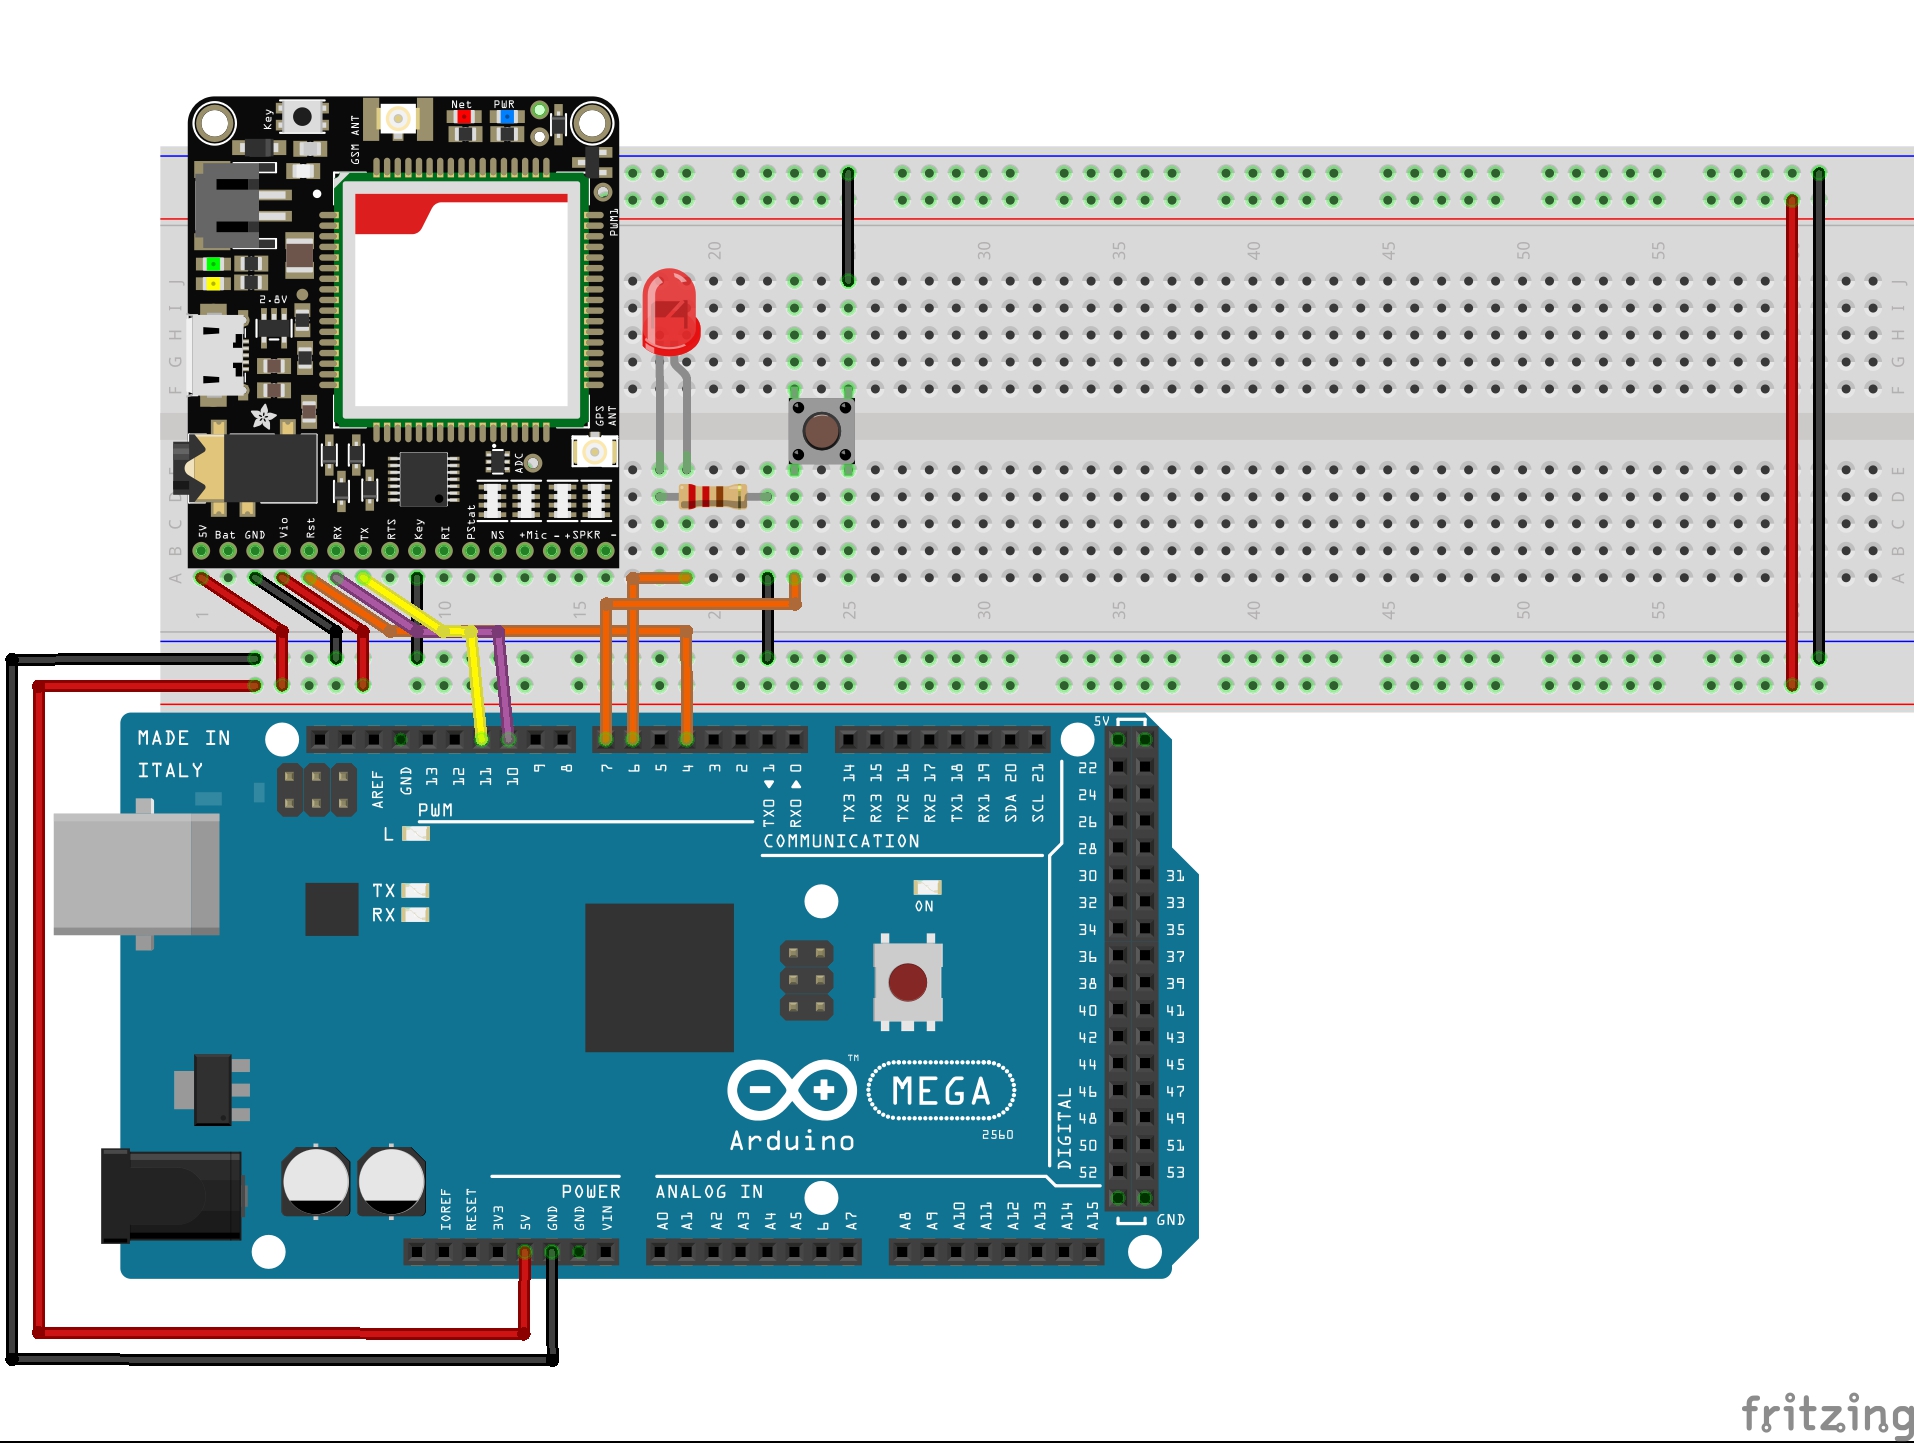 Key
GSM ANT
Net
PWR
PWM1
2.8V
GPS
ANT
ADC
5V
Bat
GND
Vio
Rst
RX
TX
RTS
Key
RI
PStat
NS
+Mic -
+SPKR -
20
25
30
35
40
45
50
55
J
I
H
G
F
E
D
C
B
A
J
I
H
G
F
E
D
C
B
A
1
10
15
25
30
35
40
45
50
55
MADE IN
ITALY
AREF
GND
13
12
11
10
9
8
7
6
5
4
3
2
TX0 1
RX0 0
TX3 14
RX3 15
TX2 16
RX2 17
TX1 18
RX1 19
SDA 20
SCL 21
5V
PWM
COMMUNICATION
L
TX
RX
ON
22
24
26
28
30 31
32 33
34 35
36 37
38 39
40 41
42 43
44 45
46 47
48 49
50 51
52 53
GND
DIGITAL
TM
MEGA
Arduino
2560
POWER
ANALOG IN
IOREF
RESET
3V3
5V
GND
GND
VIN
A0
A1
A2
A3
A4
A5
6
A7
A8
A9
A10
A11
A12
A13
A14
A15
fritzing